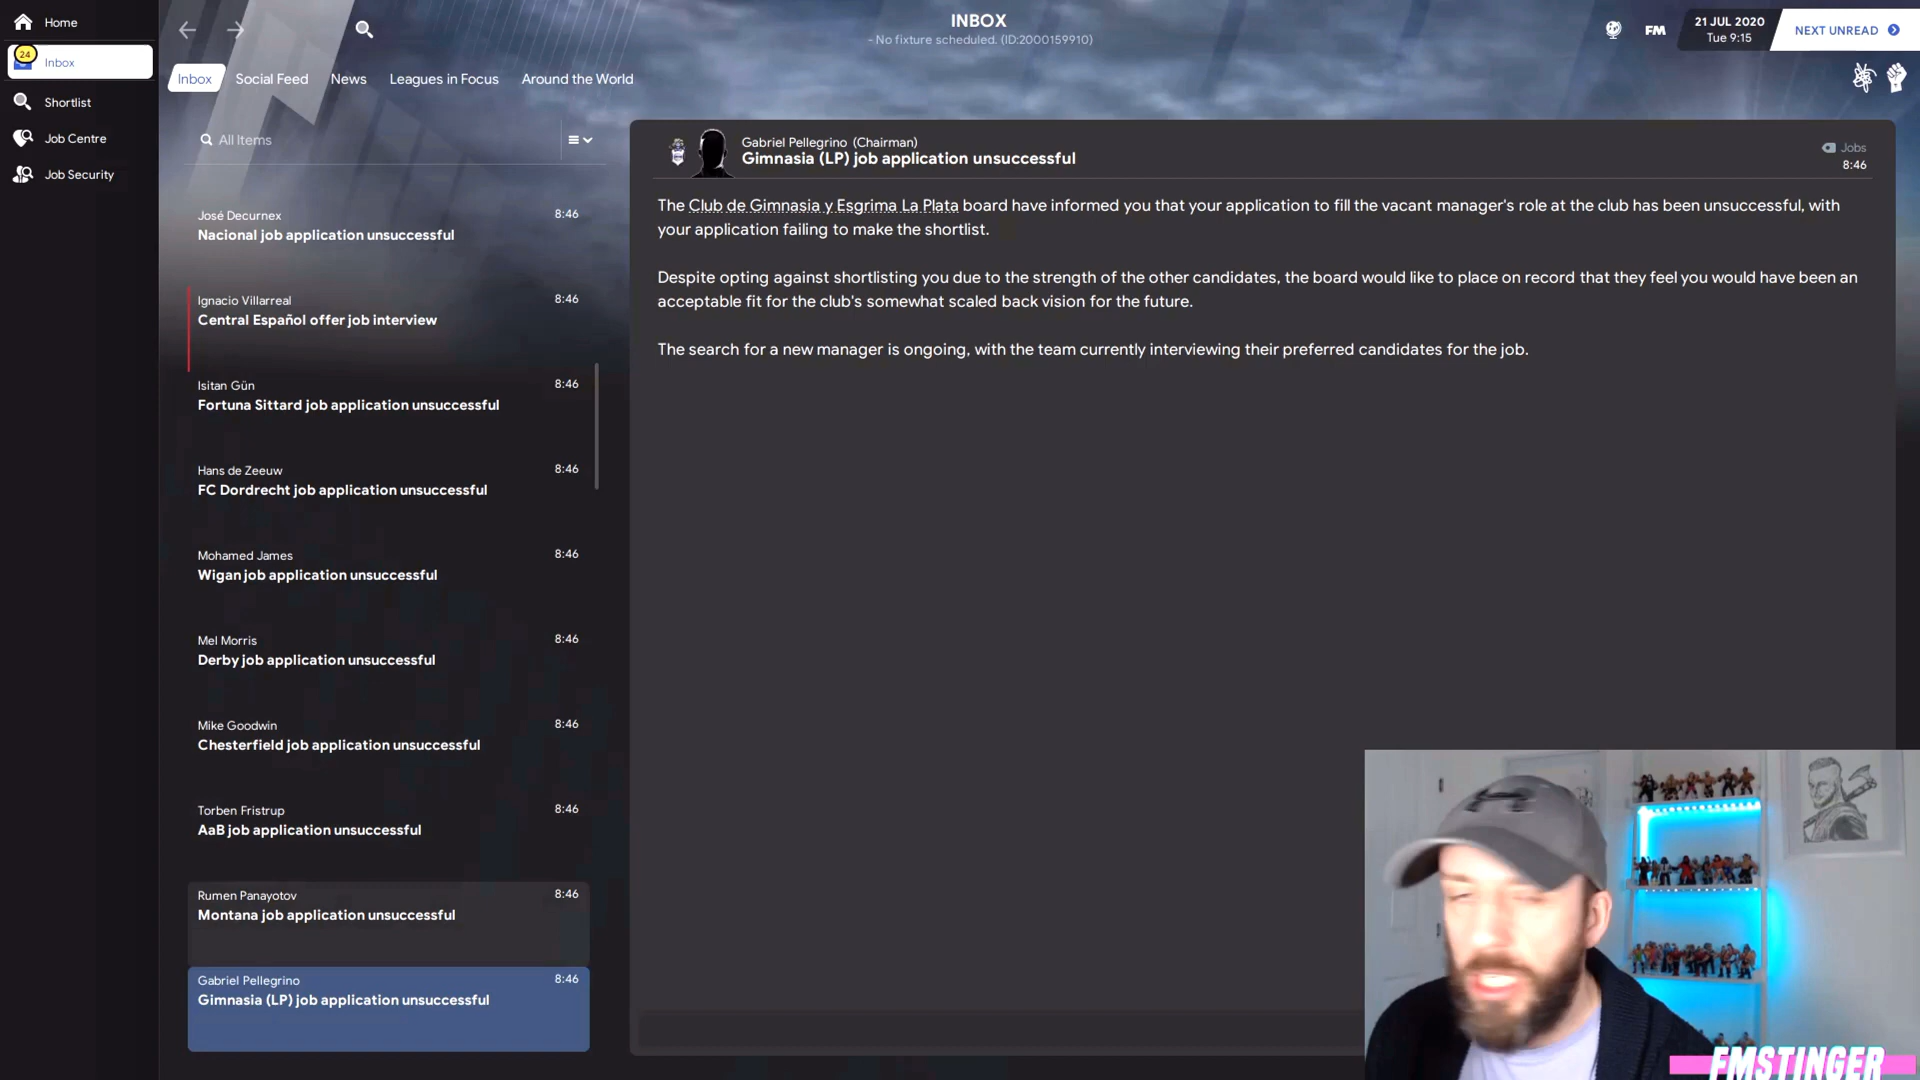 Home
24
Inbox
Shortlist
Job Centre
Job Security
INBOX
- No fixture scheduled. (ID:2000159910)
FM
21 JUL 2020
Tue 9:15
NEXT UNREAD
Inbox
Social Feed
News
Leagues in Focus
Around the World
All Items
José Decurnex
8:46
Nacional job application unsuccessful
Ignacio Villarreal
8:46
Central Español offer job interview
Isitan Gün
8:46
Fortuna Sittard job application unsuccessful
Hans de Zeeuw
8:46
FC Dordrecht job application unsuccessful
Mohamed James
8:46
Wigan job application unsuccessful
Mel Morris
8:46
Derby job application unsuccessful
Mike Goodwin
8:46
Chesterfield job application unsuccessful
Torben Fristrup
8:46
AaB job application unsuccessful
Rumen Panayotov
8:46
Montana job application unsuccessful
Gabriel Pellegrino
8:46
Gimnasia (LP) job application unsuccessful
Gabriel Pellegrino (Chairman)
Gimnasia (LP) job application unsuccessful
Jobs
8:46
The Club de Gimnasia y Esgrima La Plata board have informed you that your application to fill the vacant manager's role at the club has been unsuccessful, with
your application failing to make the shortlist.
Despite opting against shortlisting you due to the strength of the other candidates, the board would like to place on record that they feel you would have been an
acceptable fit for the club's somewhat scaled back vision for the future.
The search for a new manager is ongoing, with the team currently interviewing their preferred candidates for the job.
FMSTINGER